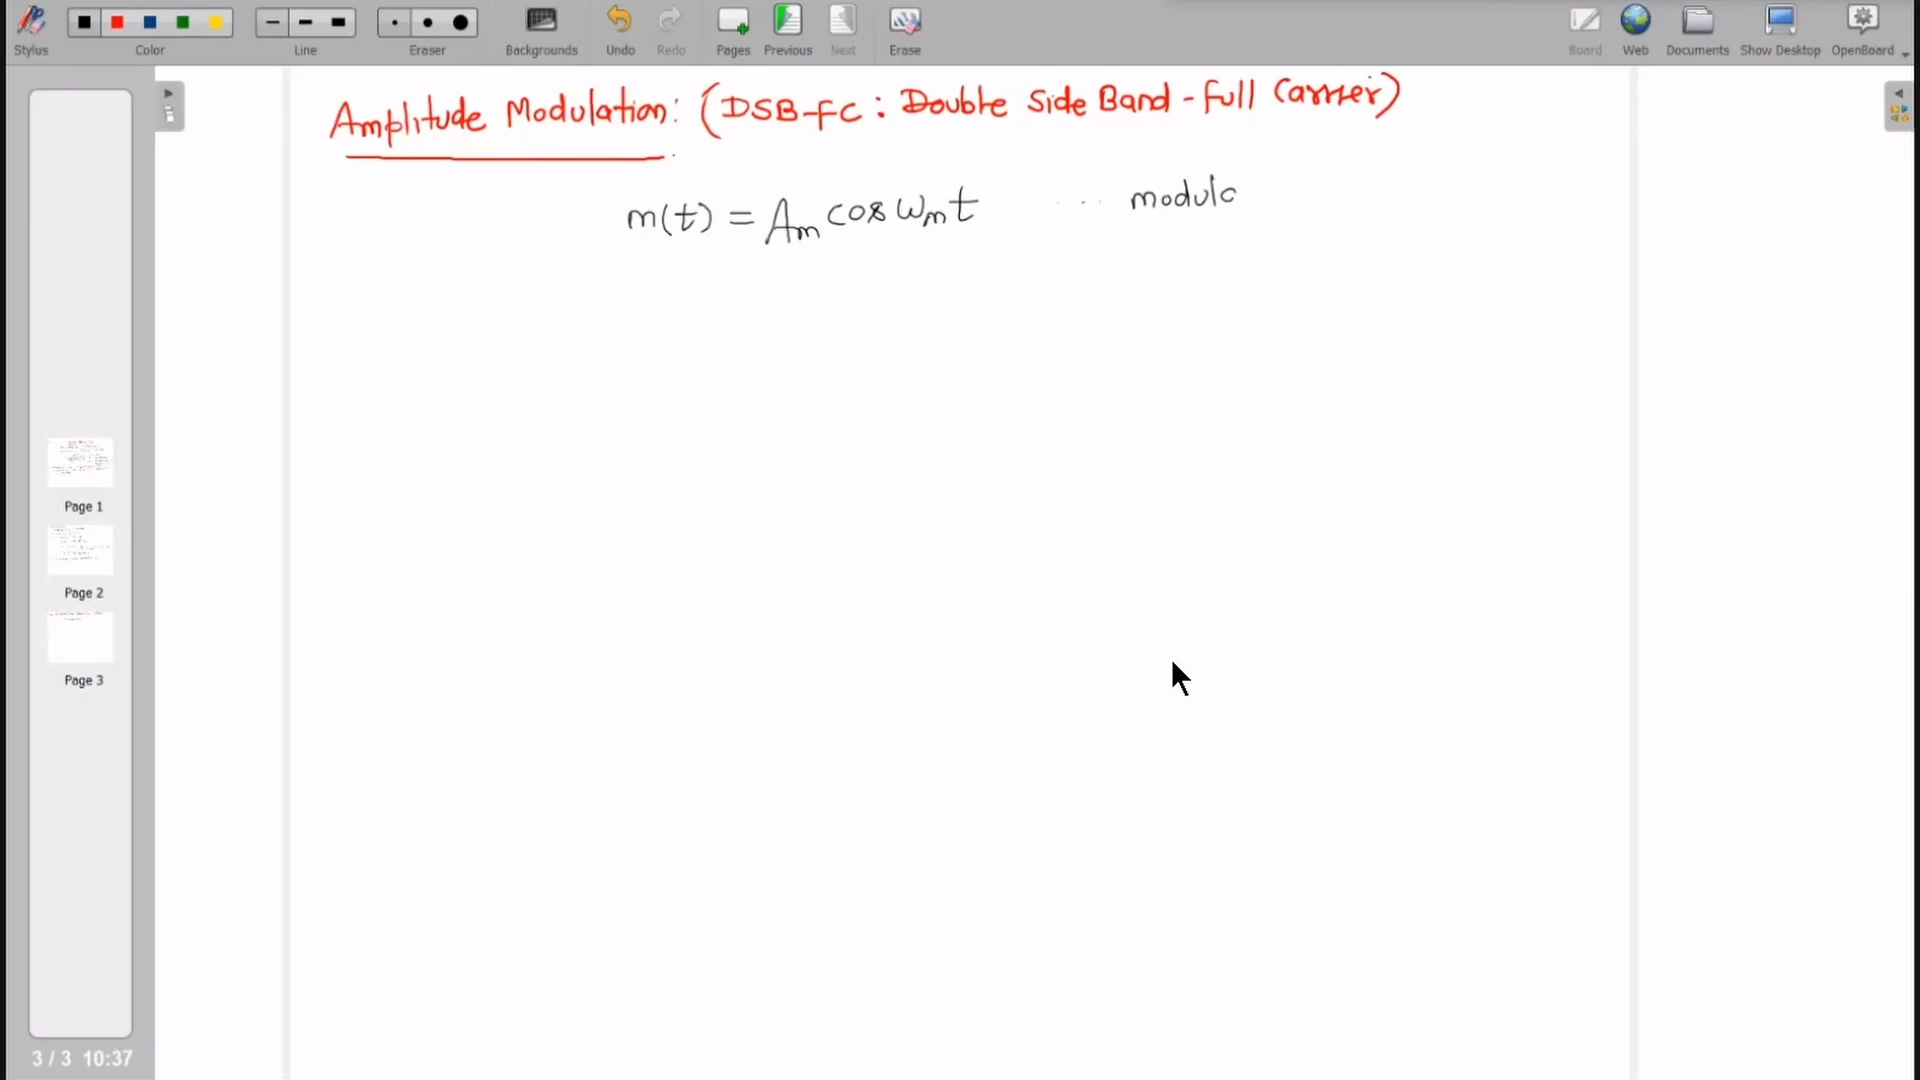 Stylus Color Line Eraser Backgrounds Undo Redo Pages Previous Next Erase Board Web Documents Show Desktop OpenBoard
Amplitude Modulation: (DSB-FC: Double Side Band - Full Carrier)
m(t) = Am cos ωm t ... modula
Page 1
Page 2
Page 3
3 / 3 10:37